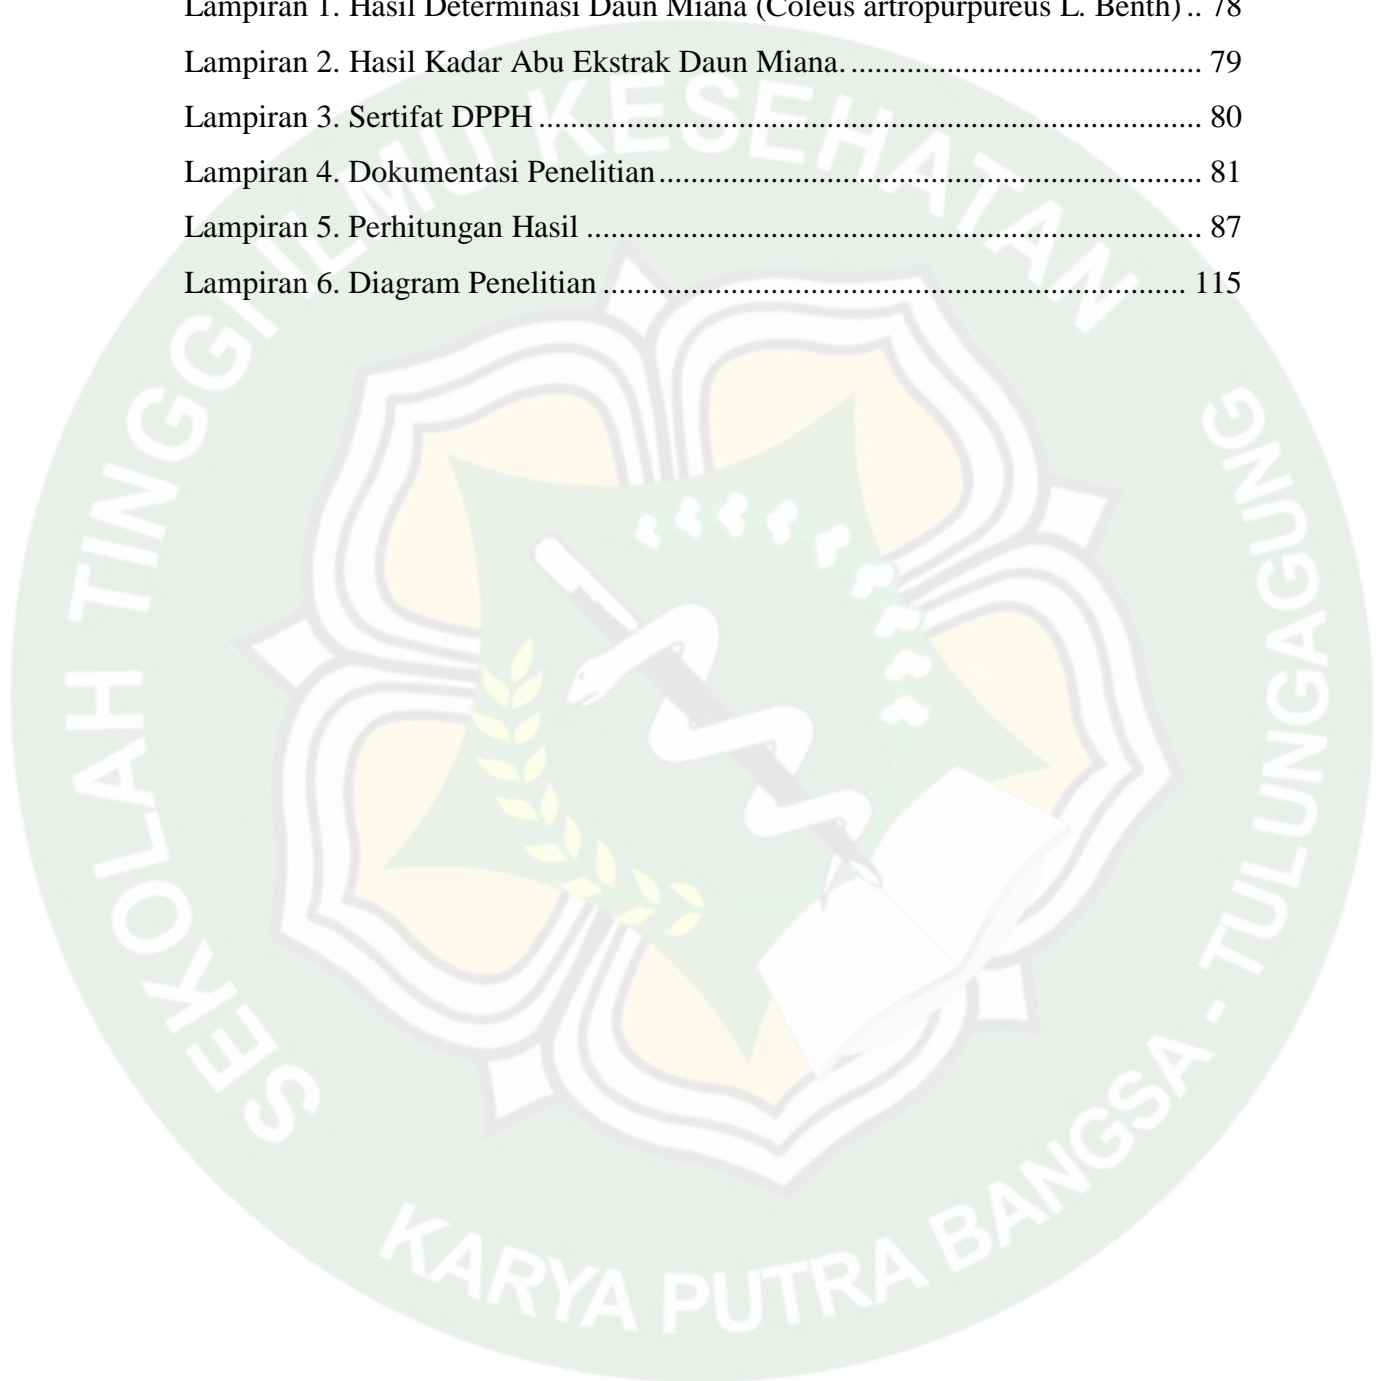 Lampiran 1. Hasil Determinasi Daun Miana (Coleus artropurpureus L. Benth).. 78
Lampiran 2. Hasil Kadar Abu Ekstrak Daun Miana. ............................................ 79
Lampiran 3. Sertifat DPPH .................................................................................... 80
Lampiran 4. Dokumentasi Penelitian..................................................................... 81
Lampiran 5. Perhitungan Hasil .............................................................................. 87
Lampiran 6. Diagram Penelitian .......................................................................... 115
SEKOLAH TINGGI ILMU KESEHATAN
KARYA PUTRA BANGSA - TULUNGAGUNG